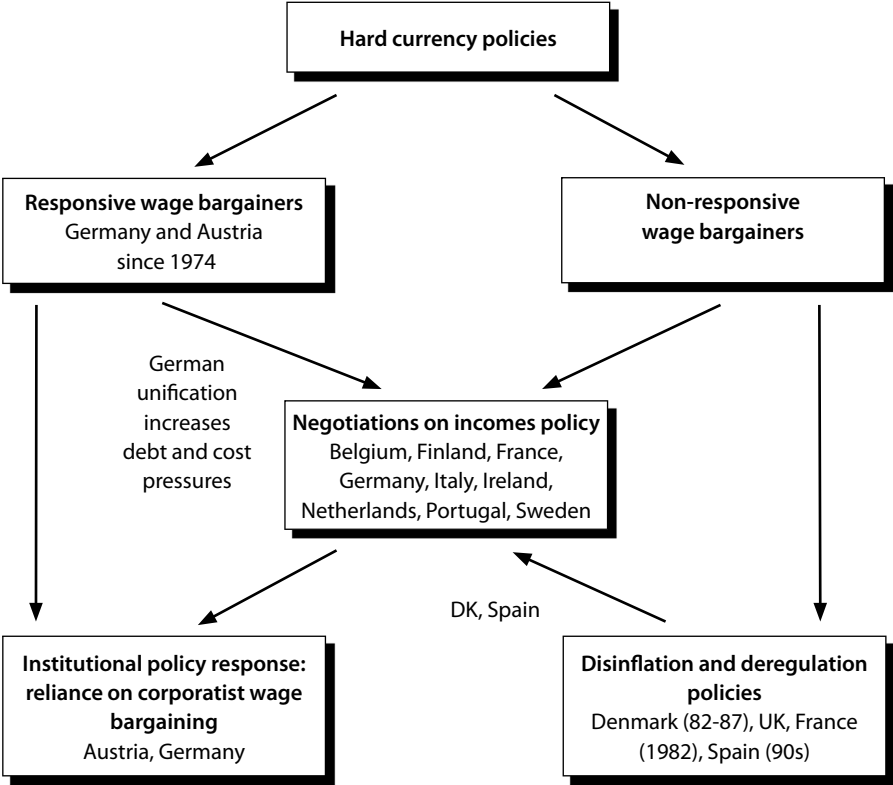 Hard currency policies
Responsive wage bargainers
Germany and Austria
since 1974
Non-responsive
wage bargainers
German
unification
increases
debt and cost
pressures
Negotiations on incomes policy
Belgium, Finland, France,
Germany, Italy, Ireland,
Netherlands, Portugal, Sweden
DK, Spain
Institutional policy response:
reliance on corporatist wage
bargaining
Austria, Germany
Disinflation and deregulation
policies
Denmark (82-87), UK, France
(1982), Spain (90s)